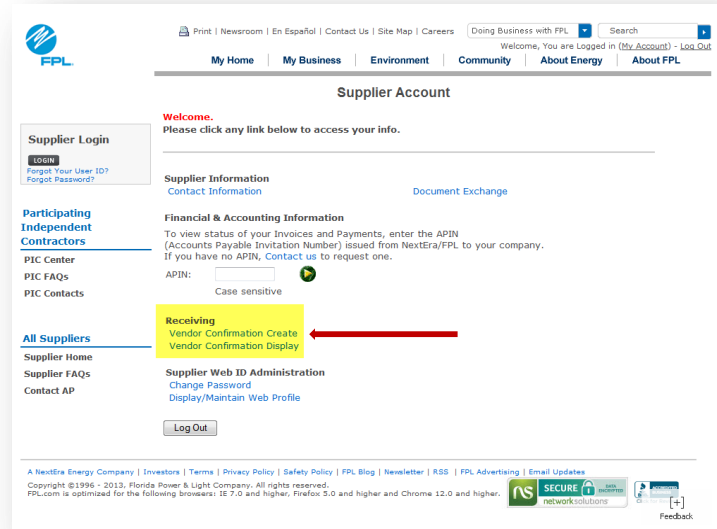 Print | Newsroom | En Español | Contact Us | Site Map | Careers
Doing Business with FPL
Search
Welcome, You are Logged in (My Account) - Log Out
FPL.
My Home | My Business | Environment | Community | About Energy | About FPL
Supplier Account
Welcome.
Please click any link below to access your info.
Supplier Login
LOGIN
Forgot Your User ID?
Forgot Password?
Supplier Information
Contact Information
Document Exchange
Participating
Independent
Contractors
PIC Center
PIC FAQs
PIC Contacts
Financial & Accounting Information
To view status of your Invoices and Payments, enter the APIN
(Accounts Payable Invitation Number) issued from NextEra/FPL to your company.
If you have no APIN, Contact us to request one.
APIN:
Case sensitive
Receiving
Vendor Confirmation Create
Vendor Confirmation Display
All Suppliers
Supplier Home
Supplier FAQs
Contact AP
Supplier Web ID Administration
Change Password
Display/Maintain Web Profile
Log Out
A NextEra Energy Company | Investors | Terms | Privacy Policy | Safety Policy | FPL Blog | Newsletter | RSS | FPL Advertising | Email Updates
Copyright ©1996 - 2013, Florida Power & Light Company. All rights reserved.
FPL.com is optimized for the following browsers: IE 7.0 and higher, Firefox 5.0 and higher and Chrome 12.0 and higher.
ns
SECURE
DATA
ENCRYPTED
networksolutions
[+]
Feedback